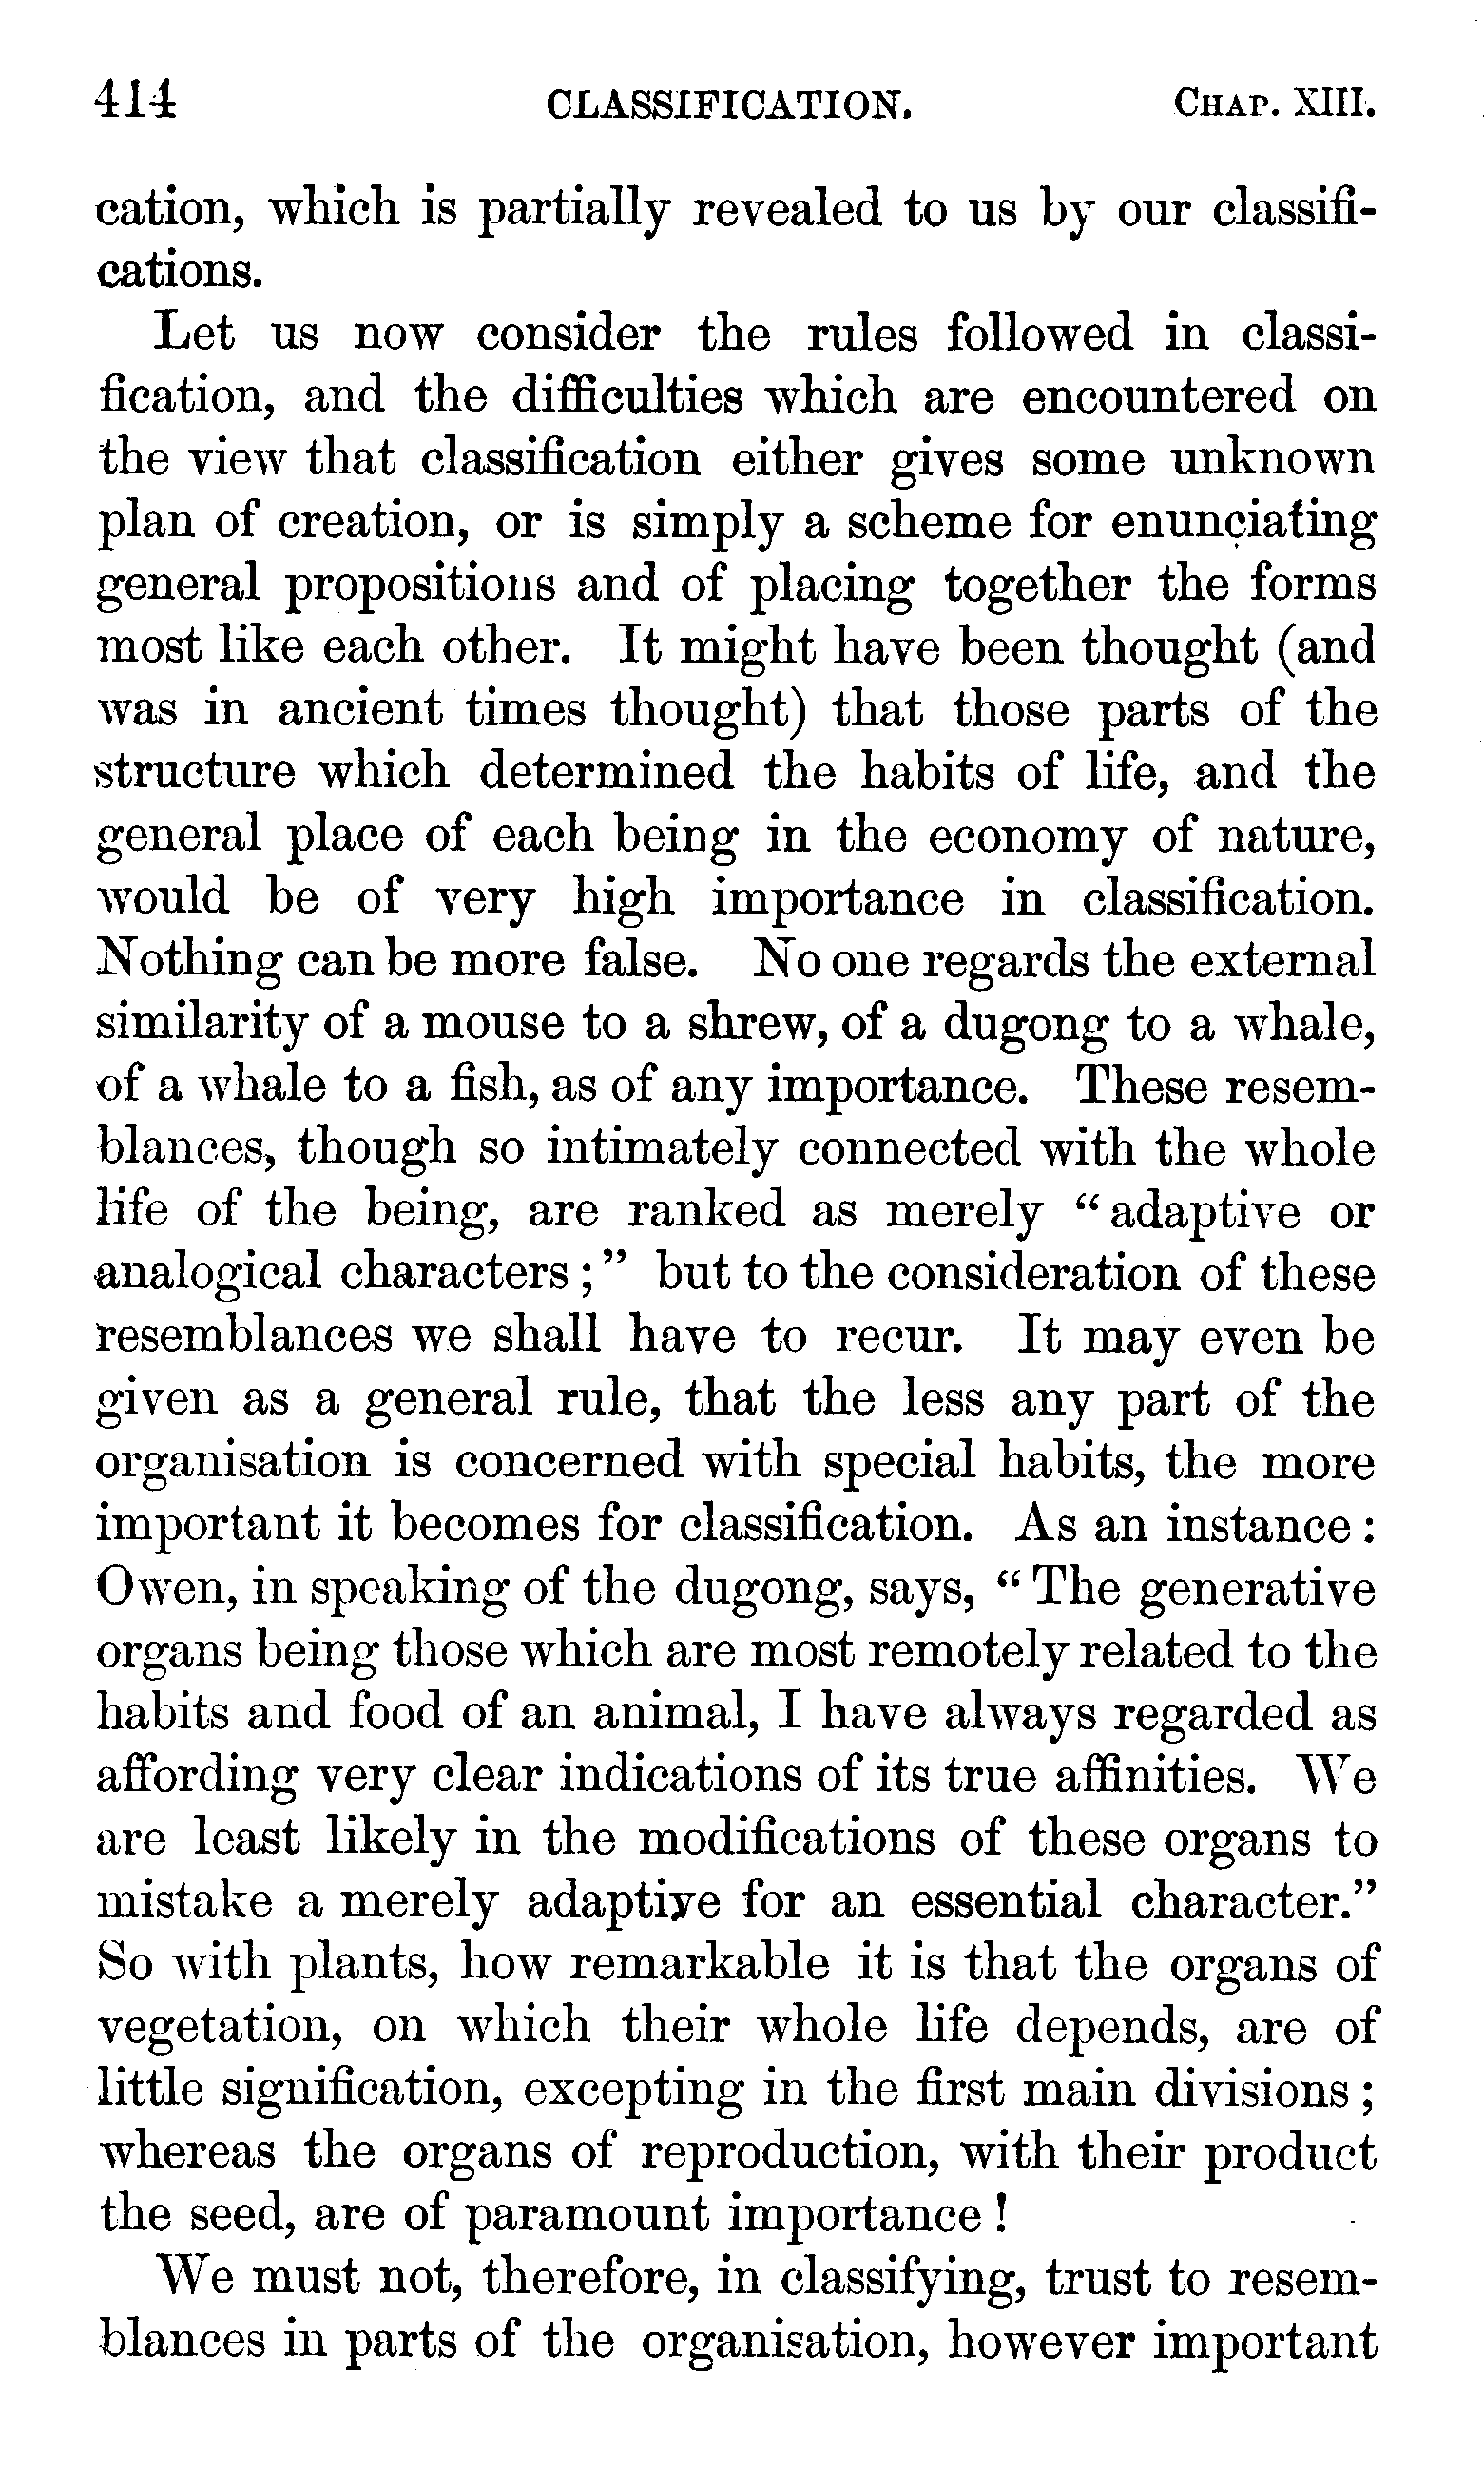 414 CLASSIFICATION. CHAP. XIII.
cation, which is partially revealed to us by our classifi-
cations.
Let us now consider the rules followed in classi-
fication, and the difficulties which are encountered on
the view that classification either gives some unknown
plan of creation, or is simply a scheme for enunciating
general propositions and of placing together the forms
most like each other. It might have been thought (and
was in ancient times thought) that those parts of the
structure which determined the habits of life, and the
general place of each being in the economy of nature,
would be of very high importance in classification.
Nothing can be more false. No one regards the external
similarity of a mouse to a shrew, of a dugong to a whale,
of a whale to a fish, as of any importance. These resem-
blances, though so intimately connected with the whole
life of the being, are ranked as merely “adaptive or
analogical characters;” but to the consideration of these
resemblances we shall have to recur. It may even be
given as a general rule, that the less any part of the
organisation is concerned with special habits, the more
important it becomes for classification. As an instance:
Owen, in speaking of the dugong, says, “The generative
organs being those which are most remotely related to the
habits and food of an animal, I have always regarded as
affording very clear indications of its true affinities. We
are least likely in the modifications of these organs to
mistake a merely adaptive for an essential character.”
So with plants, how remarkable it is that the organs of
vegetation, on which their whole life depends, are of
little signification, excepting in the first main divisions;
whereas the organs of reproduction, with their product
the seed, are of paramount importance!
We must not, therefore, in classifying, trust to resem-
blances in parts of the organisation, however important